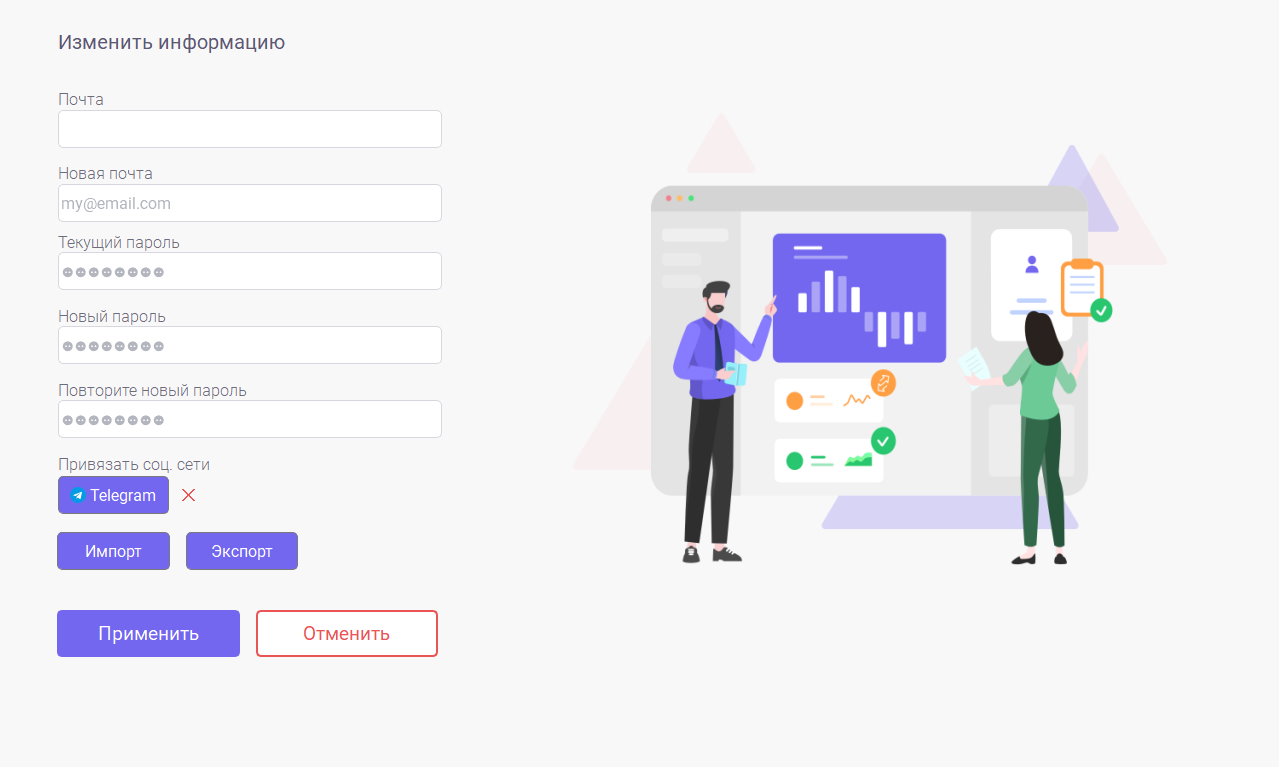 Изменить информацию
Почта
Новая почта
my@email.com
Текущий пароль
Новый пароль
Повторите новый пароль
Привязать соц. сети
Telegram
Импорт Экспорт
Применить Отменить